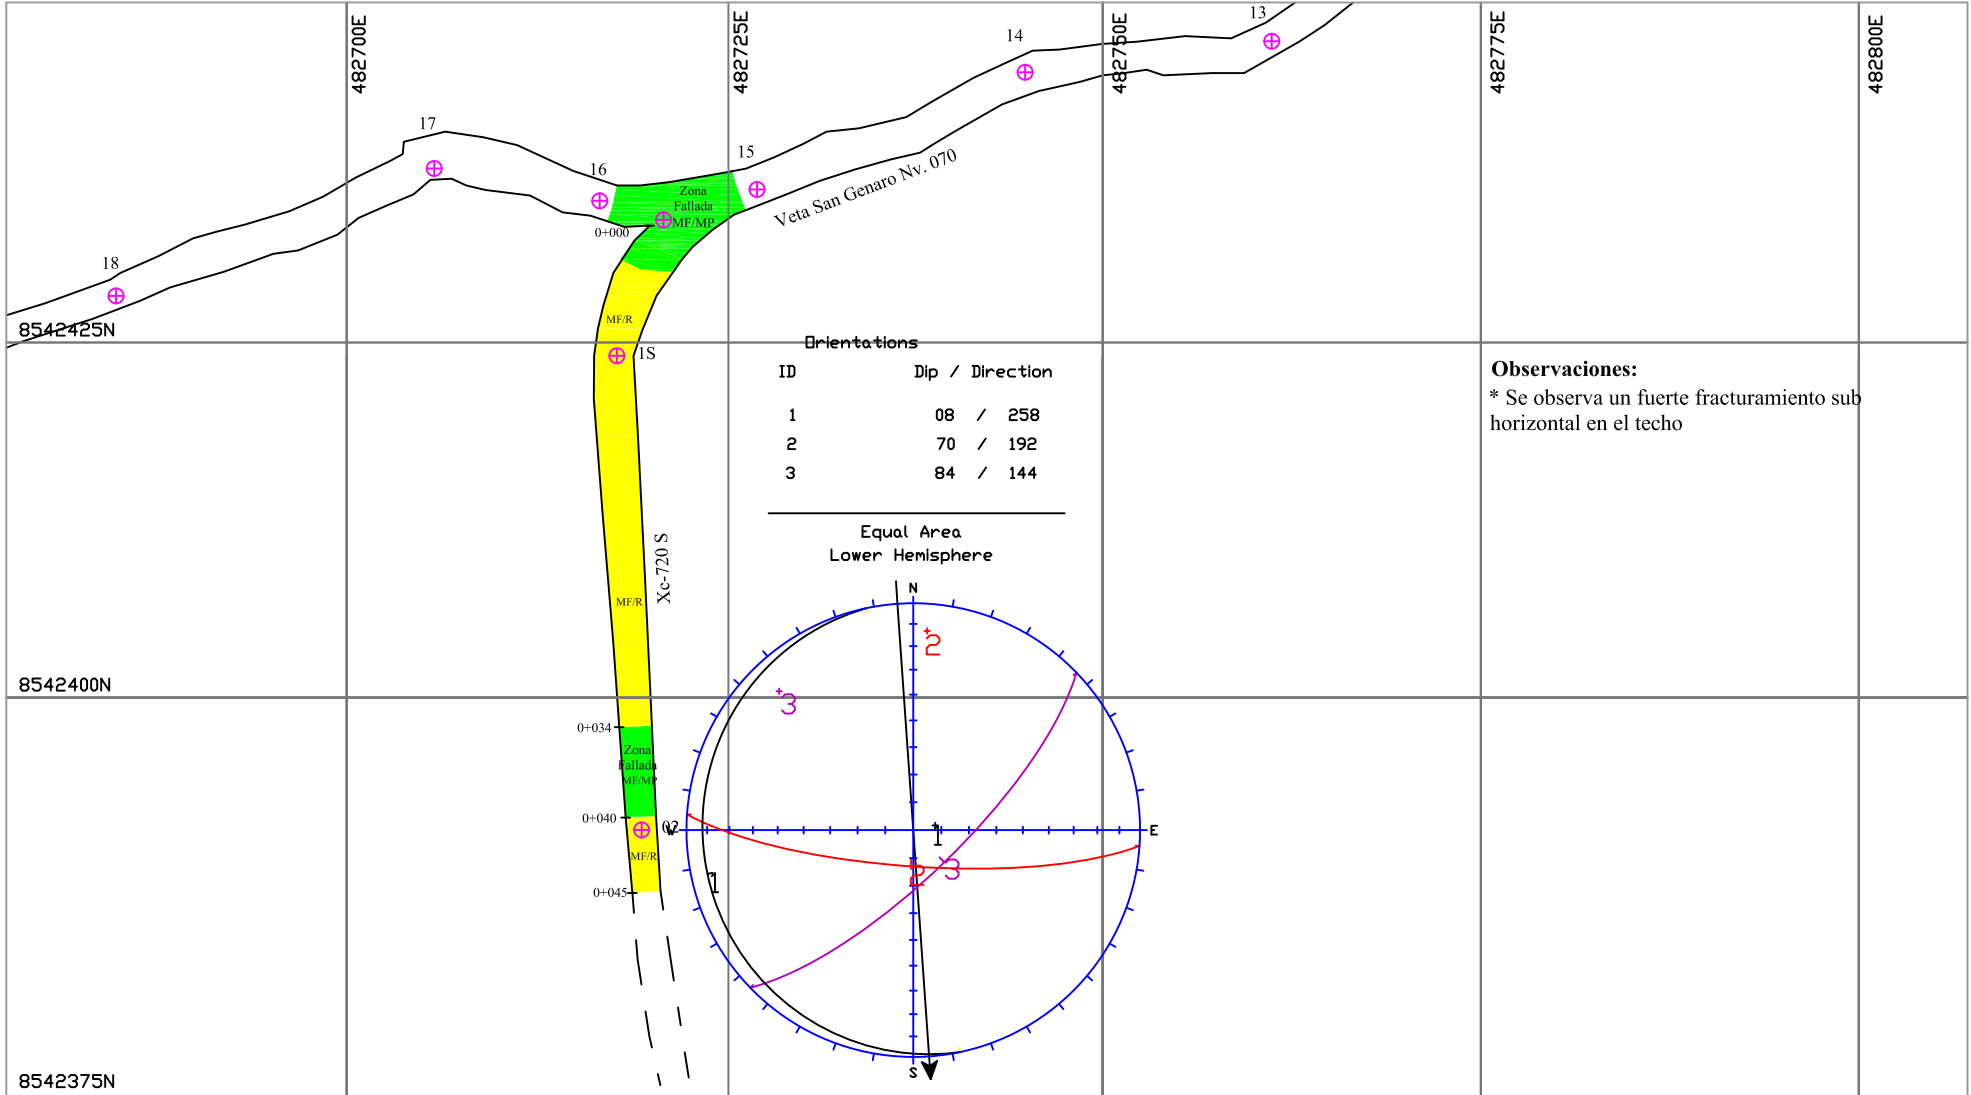 482700E
482725E
482750E
482775E
482800E
13
14
15
16
17
18
Zona
Fallada
MF/MP
0+000
Veta San Genaro Nv. 070
8542425N
MF/R
1S
Orientations
ID Dip / Direction
1 08 / 258
2 70 / 192
3 84 / 144
Observaciones:
* Se observa un fuerte fracturamiento sub
horizontal en el techo
Equal Area
Lower Hemisphere
Xc-720 S
MF/R
N
2
3
8542400N
0+034
Zona
Fallada
MF/MP
0+040
02
W
E
1
MF/R
3
2
1
0+045
S
8542375N